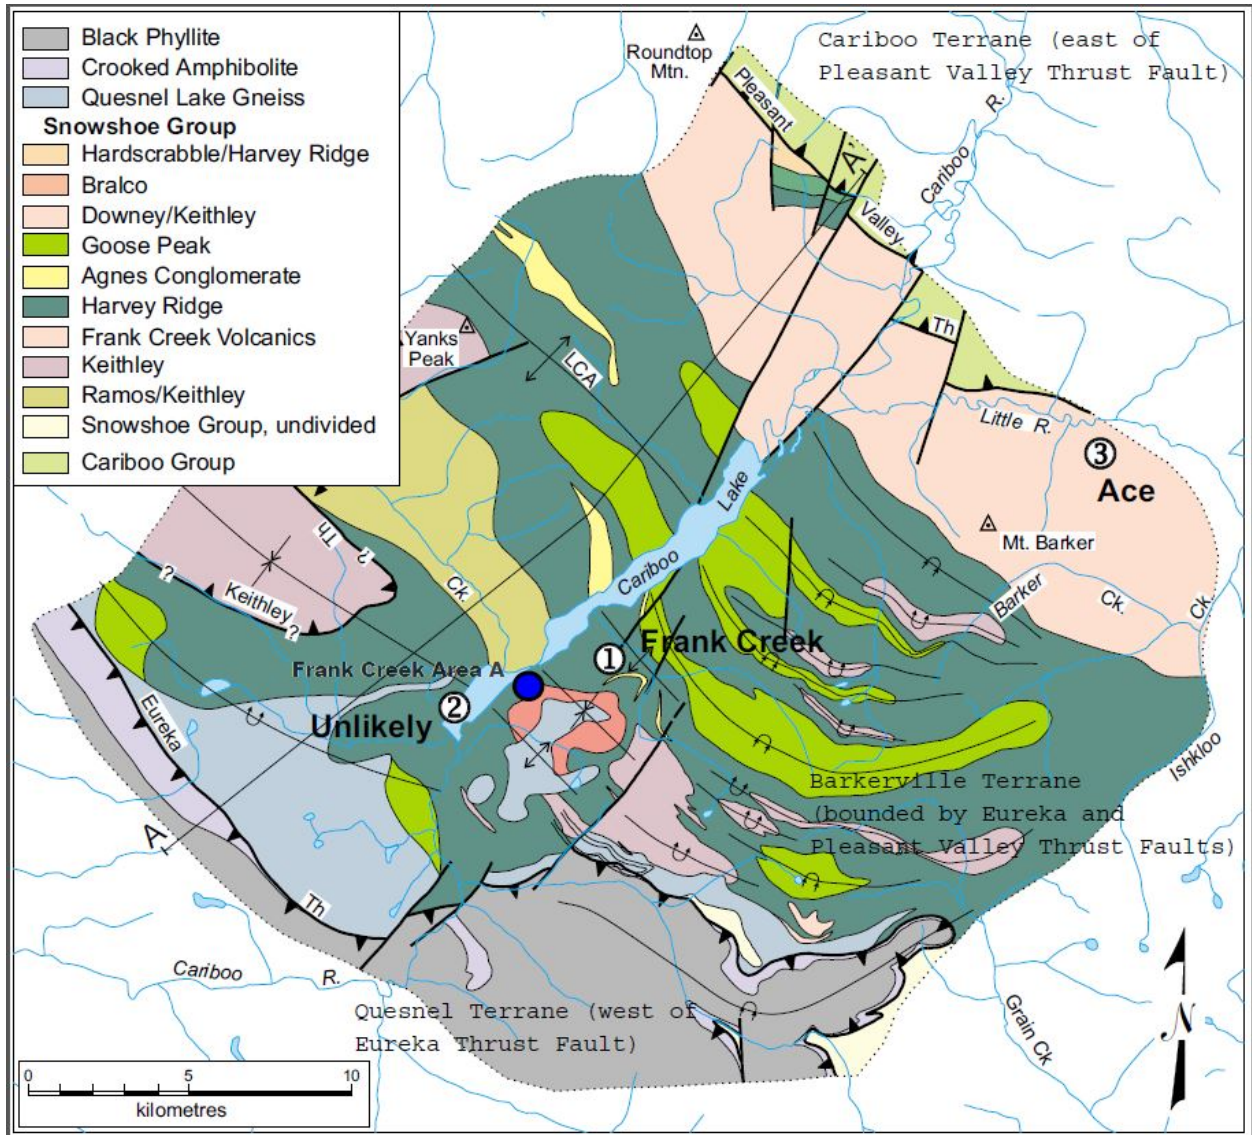 Black Phyllite
Crooked Amphibolite
Quesnel Lake Gneiss
Snowshoe Group
Hardscrabble/Harvey Ridge
Bralco
Downey/Keithley
Goose Peak
Agnes Conglomerate
Harvey Ridge
Frank Creek Volcanics
Keithley
Ramos/Keithley
Snowshoe Group, undivided
Cariboo Group
Roundtop
Mtn.
Cariboo Terrane (east of
Pleasant Valley Thrust Fault)
Pleasant
A'
Cariboo R.
Valley
Th
Little R.
Yanks
Peak
LCA
3
Ace
Mt. Barker
Lake
Cariboo
Barker
Ck.
Ck.
Ishkloo
Th
?
?
Keithley
?
Ck
Frank Creek
1
Frank Creek Area A
2
Unlikely
Eureka
A
Th
Barkerville Terrane
(bounded by Eureka and
Pleasant Valley Thrust Faults)
Cariboo R.
Quesnel Terrane (west of
Eureka Thrust Fault)
Grain Ck
N
0 5 10
kilometres